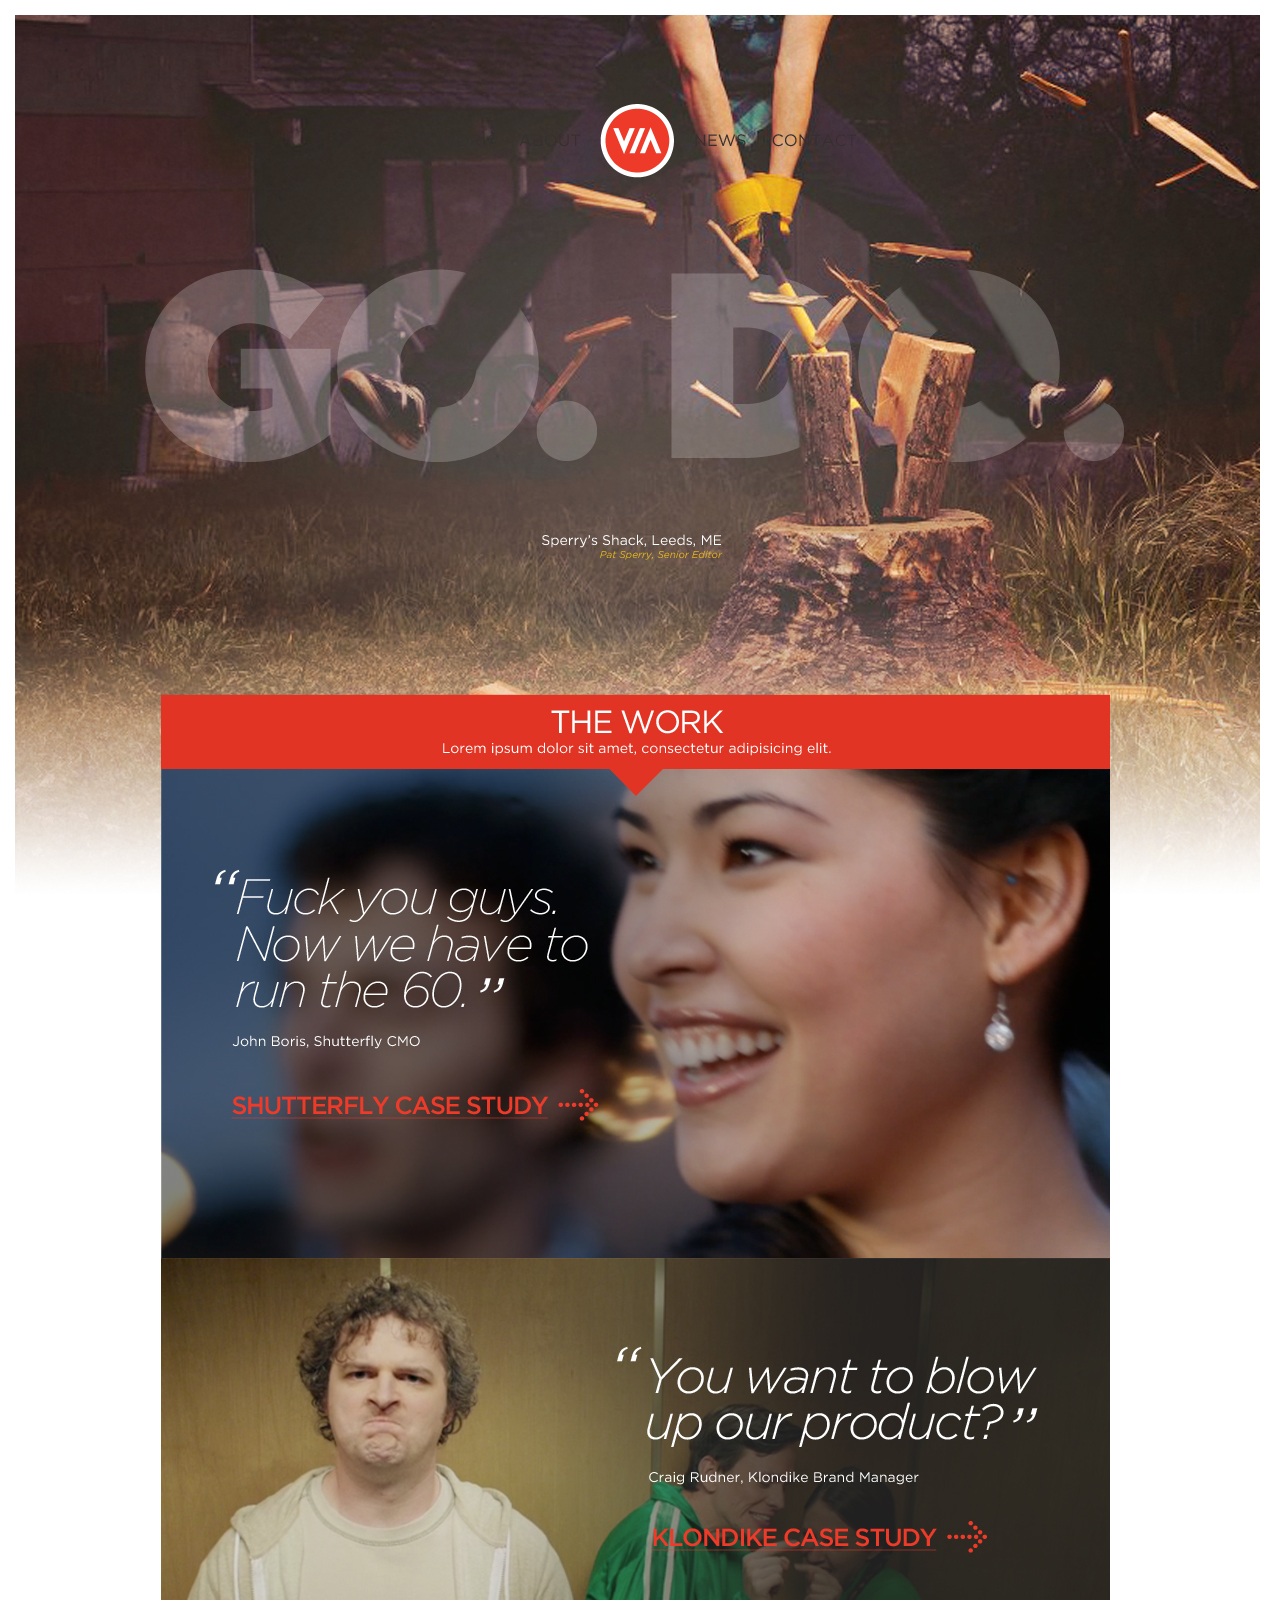 ABOUT
VIA
NEWS
CONTACT
GO. DO.
Sperry's Shack, Leeds, ME
Pat Sperry, Senior Editor
THE WORK
Lorem ipsum dolor sit amet, consectetur adipisicing elit.
“Fuck you guys.
Now we have to
run the 60.”
John Boris, Shutterfly CMO
SHUTTERFLY CASE STUDY
“You want to blow
up our product?”
Craig Rudner, Klondike Brand Manager
KLONDIKE CASE STUDY